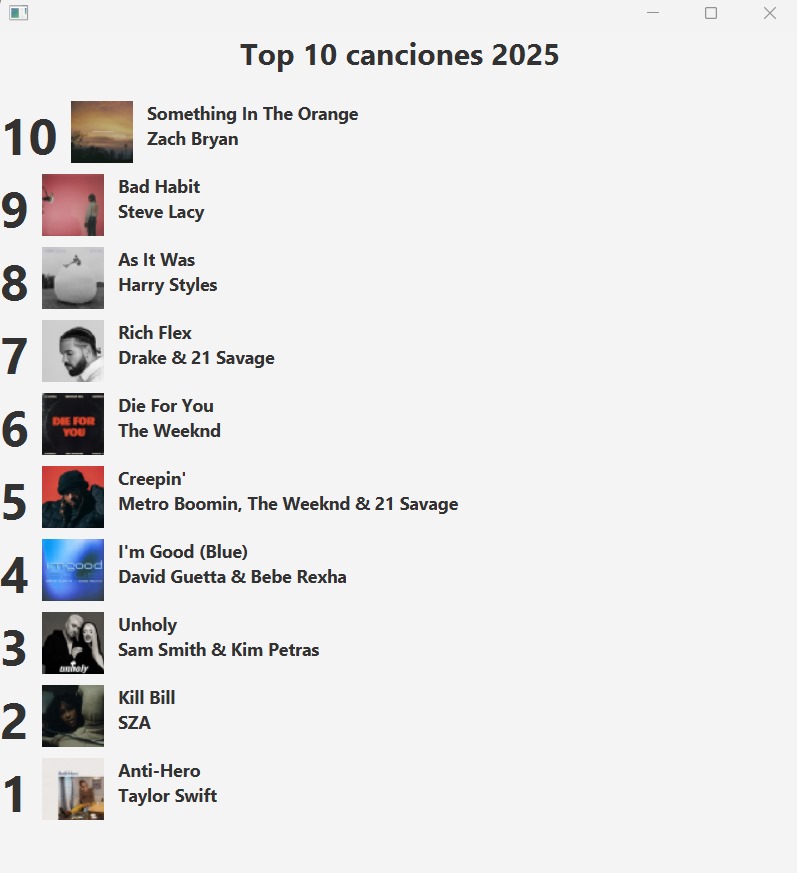 Top 10 canciones 2025
10
Something In The Orange
Zach Bryan
9
Bad Habit
Steve Lacy
8
As It Was
Harry Styles
7
Rich Flex
Drake & 21 Savage
6
DIE FOR
YOU
Die For You
The Weeknd
5
Creepin'
Metro Boomin, The Weeknd & 21 Savage
4
i'm good
I'm Good (Blue)
David Guetta & Bebe Rexha
3
unholy
Unholy
Sam Smith & Kim Petras
2
Kill Bill
SZA
1
Anti-Hero
Taylor Swift